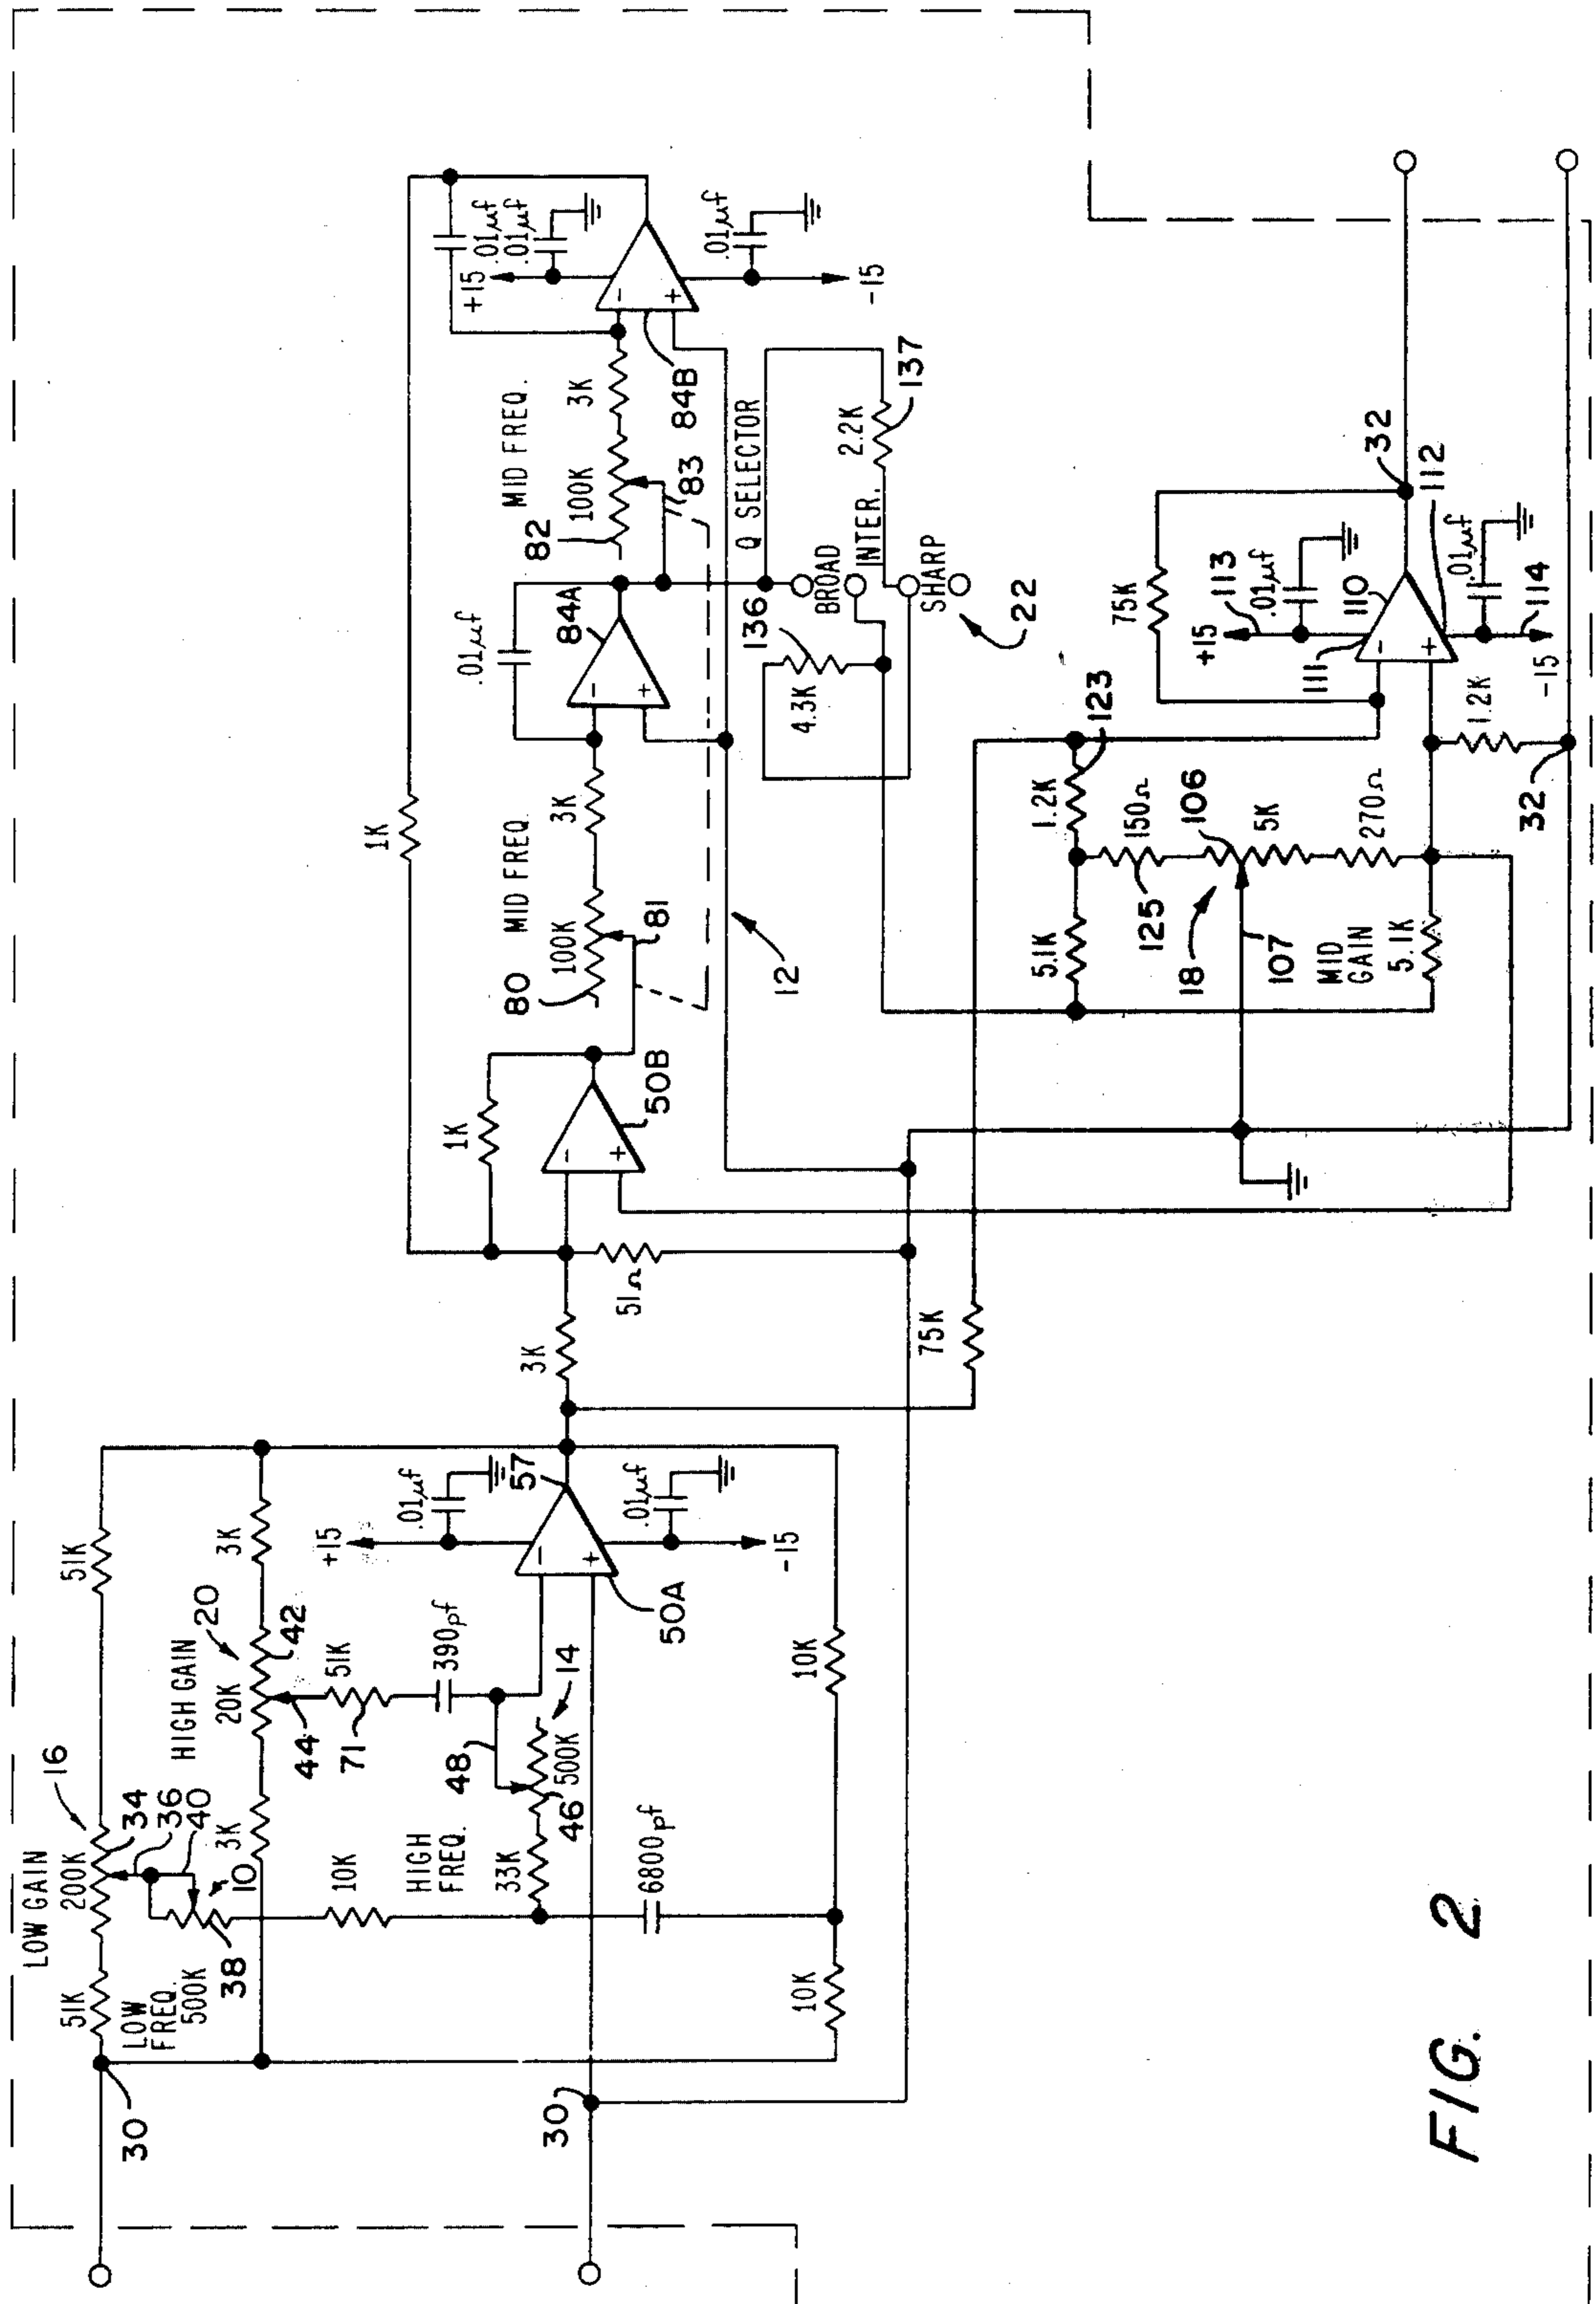 LOW GAIN
16
51K
200K
34
36
40
51K
LOW
FREQ.
500K
38
10
30
HIGH GAIN
20
3K
20K
42
3K
44
51K
71
390pf
10K
HIGH
FREQ.
48
14
33K
500K
46
6800pf
+15
.01µf
57
-
+
.01µf
-15
50A
10K
10K
30
3K
51Ω
75K
1K
1K
-
+
50B
MID FREQ.
80
100K
3K
81
12
.01µf
84A
-
+
MID FREQ.
82
100K
3K
83
84B
-
+
+15
.01µf
.01µf
.01µf
-15
Q SELECTOR
136
BROAD
INTER.
SHARP
22
4.3K
2.2K
137
5.1K
1.2K
123
150Ω
125
106
5K
18
107
270Ω
MID
GAIN
5.1K
75K
+15
113
.01µf
111
110
-
+
112
.01µf
114
-15
1.2K
32
32
FIG. 2